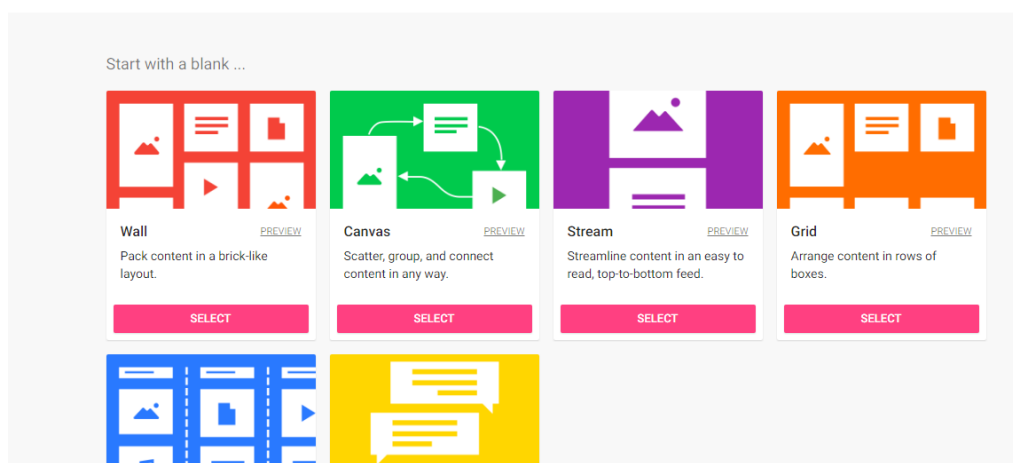 Start with a blank ...
Wall PREVIEW
Pack content in a brick-like
layout.
SELECT
Canvas PREVIEW
Scatter, group, and connect
content in any way.
SELECT
Stream PREVIEW
Streamline content in an easy to
read, top-to-bottom feed.
SELECT
Grid PREVIEW
Arrange content in rows of
boxes.
SELECT